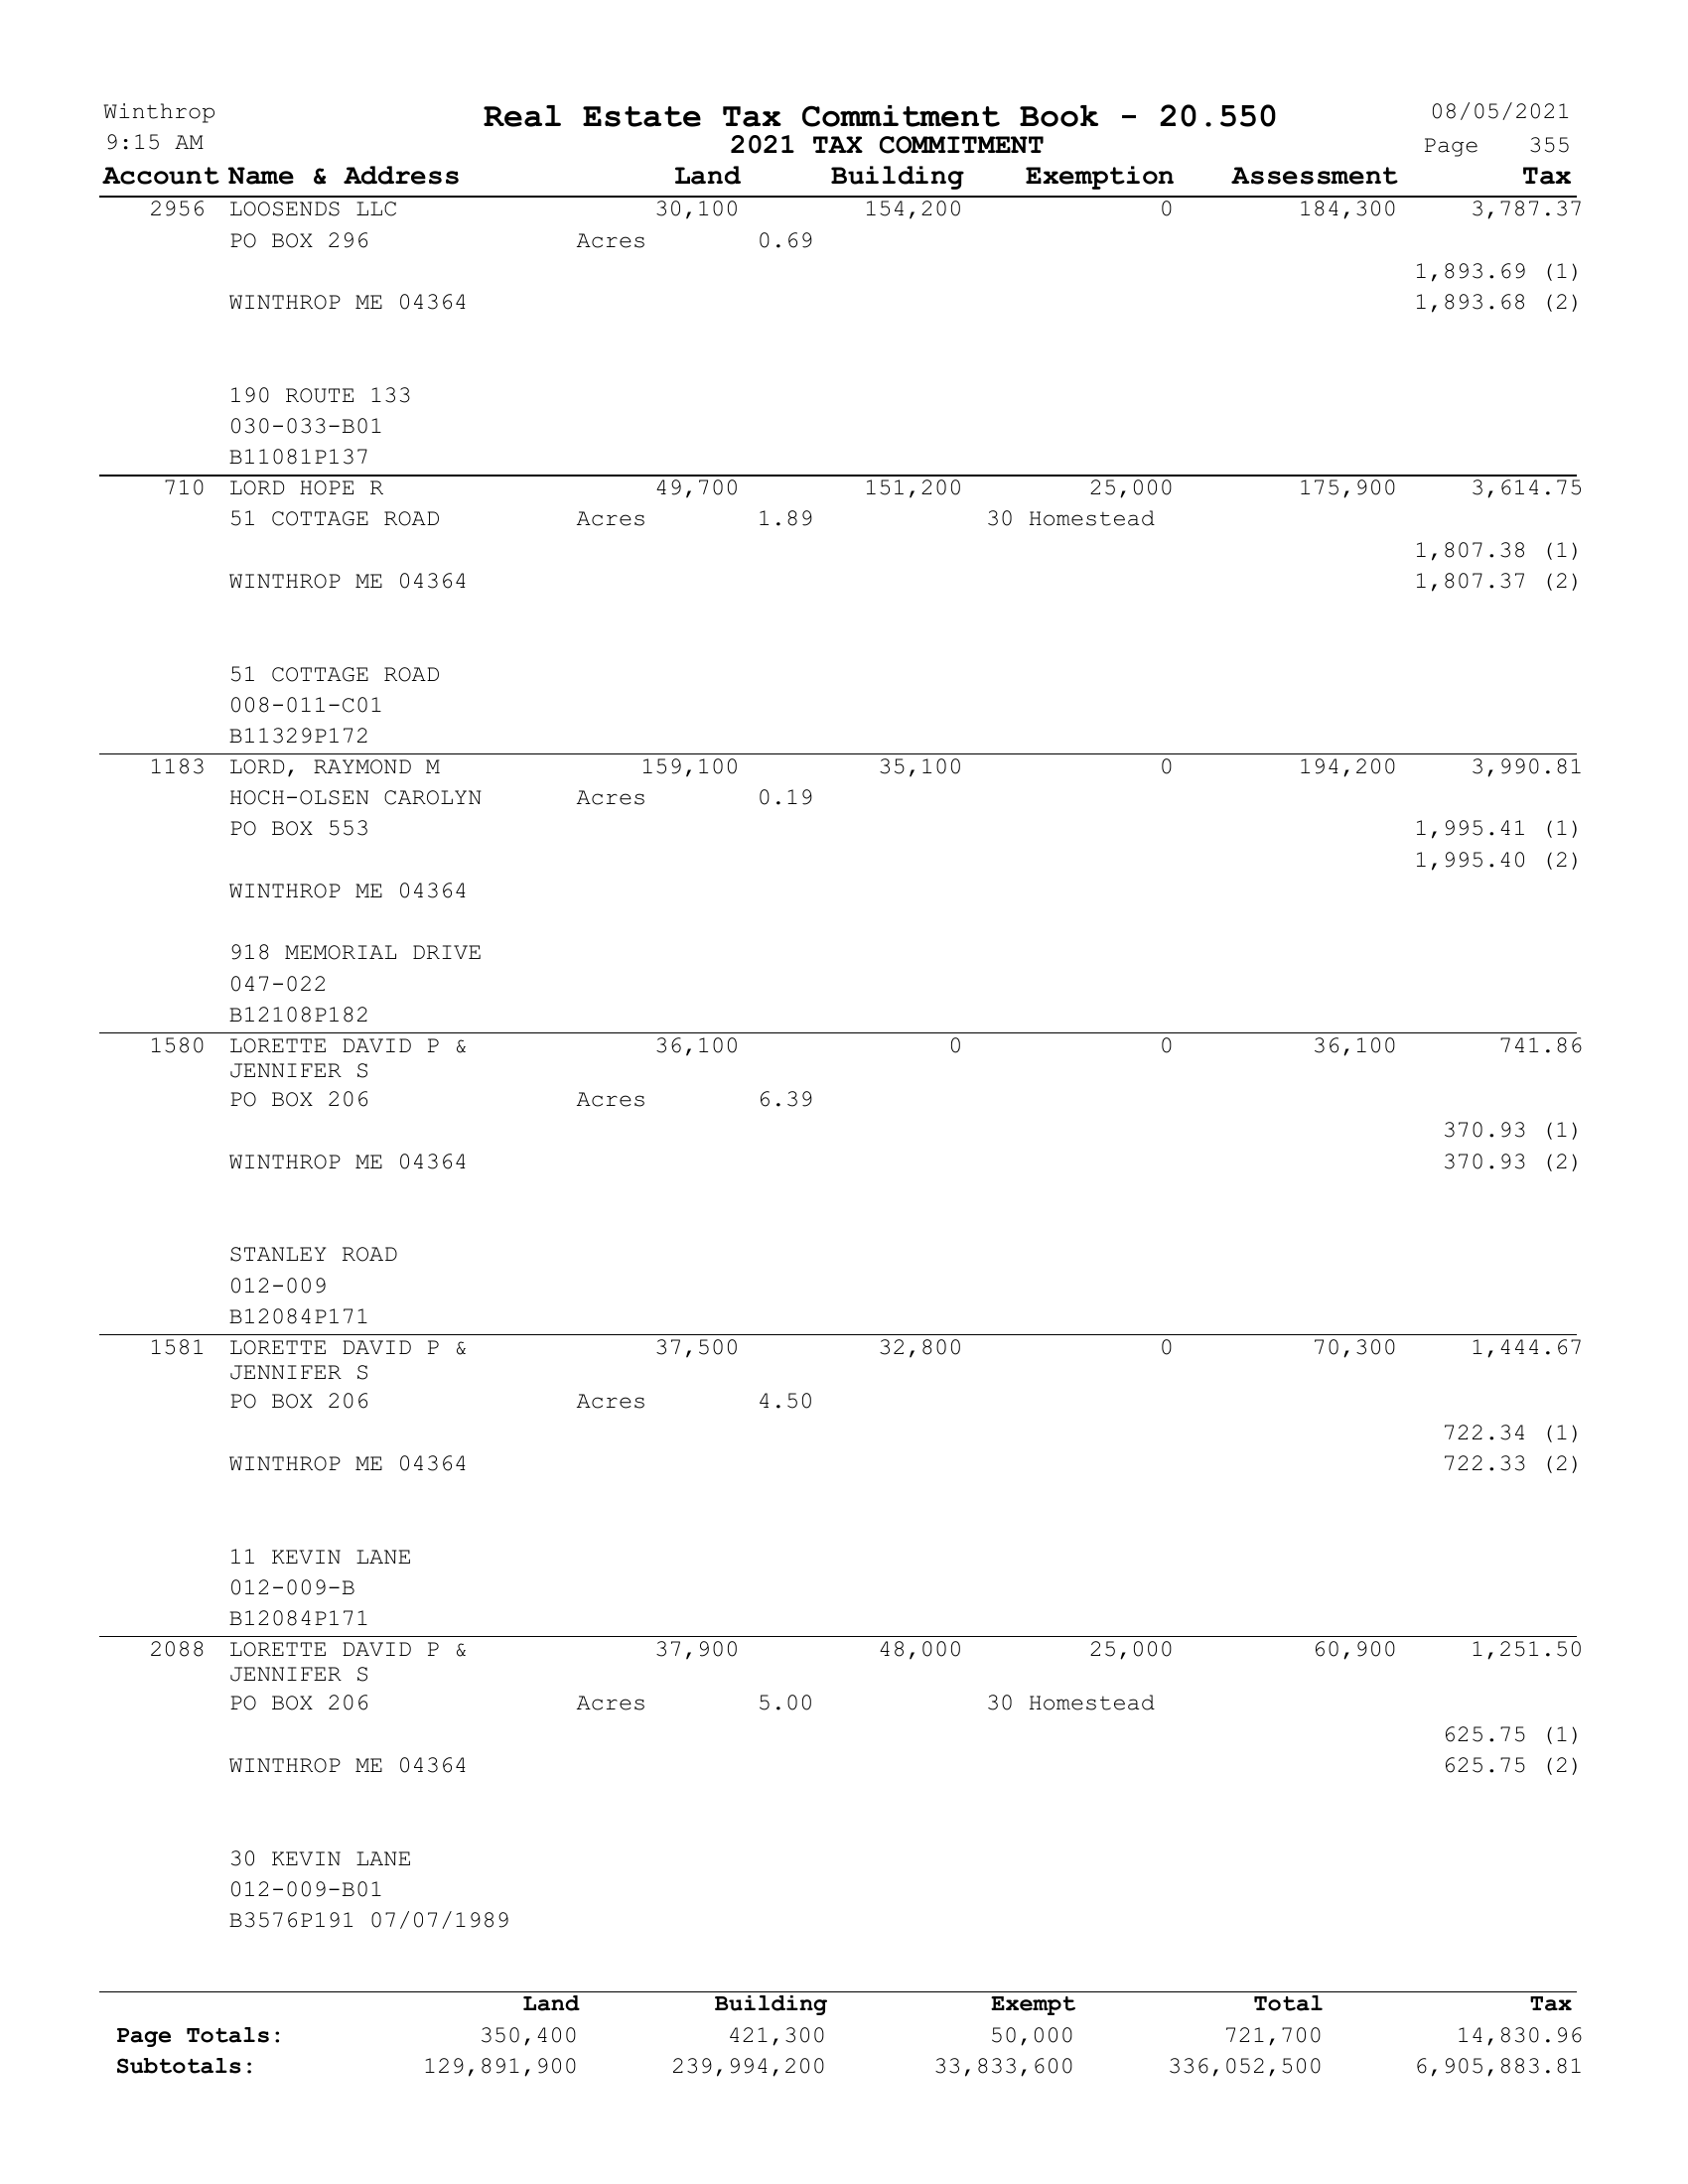 Winthrop Real Estate Tax Commitment Book - 20.550 08/05/2021
9:15 AM 2021 TAX COMMITMENT Page 355
Account Name & Address Land Building Exemption Assessment Tax
2956 LOOSENDS LLC 30,100 154,200 0 184,300 3,787.37
PO BOX 296 Acres 0.69
1,893.69 (1)
WINTHROP ME 04364 1,893.68 (2)
190 ROUTE 133
030-033-B01
B11081P137
710 LORD HOPE R 49,700 151,200 25,000 175,900 3,614.75
51 COTTAGE ROAD Acres 1.89 30 Homestead
1,807.38 (1)
WINTHROP ME 04364 1,807.37 (2)
51 COTTAGE ROAD
008-011-C01
B11329P172
1183 LORD, RAYMOND M 159,100 35,100 0 194,200 3,990.81
HOCH-OLSEN CAROLYN Acres 0.19
PO BOX 553 1,995.41 (1)
1,995.40 (2)
WINTHROP ME 04364
918 MEMORIAL DRIVE
047-022
B12108P182
1580 LORETTE DAVID P & 36,100 0 0 36,100 741.86
JENNIFER S
PO BOX 206 Acres 6.39
370.93 (1)
WINTHROP ME 04364 370.93 (2)
STANLEY ROAD
012-009
B12084P171
1581 LORETTE DAVID P & 37,500 32,800 0 70,300 1,444.67
JENNIFER S
PO BOX 206 Acres 4.50
722.34 (1)
WINTHROP ME 04364 722.33 (2)
11 KEVIN LANE
012-009-B
B12084P171
2088 LORETTE DAVID P & 37,900 48,000 25,000 60,900 1,251.50
JENNIFER S
PO BOX 206 Acres 5.00 30 Homestead
625.75 (1)
WINTHROP ME 04364 625.75 (2)
30 KEVIN LANE
012-009-B01
B3576P191 07/07/1989
Land Building Exempt Total Tax
Page Totals: 350,400 421,300 50,000 721,700 14,830.96
Subtotals: 129,891,900 239,994,200 33,833,600 336,052,500 6,905,883.81